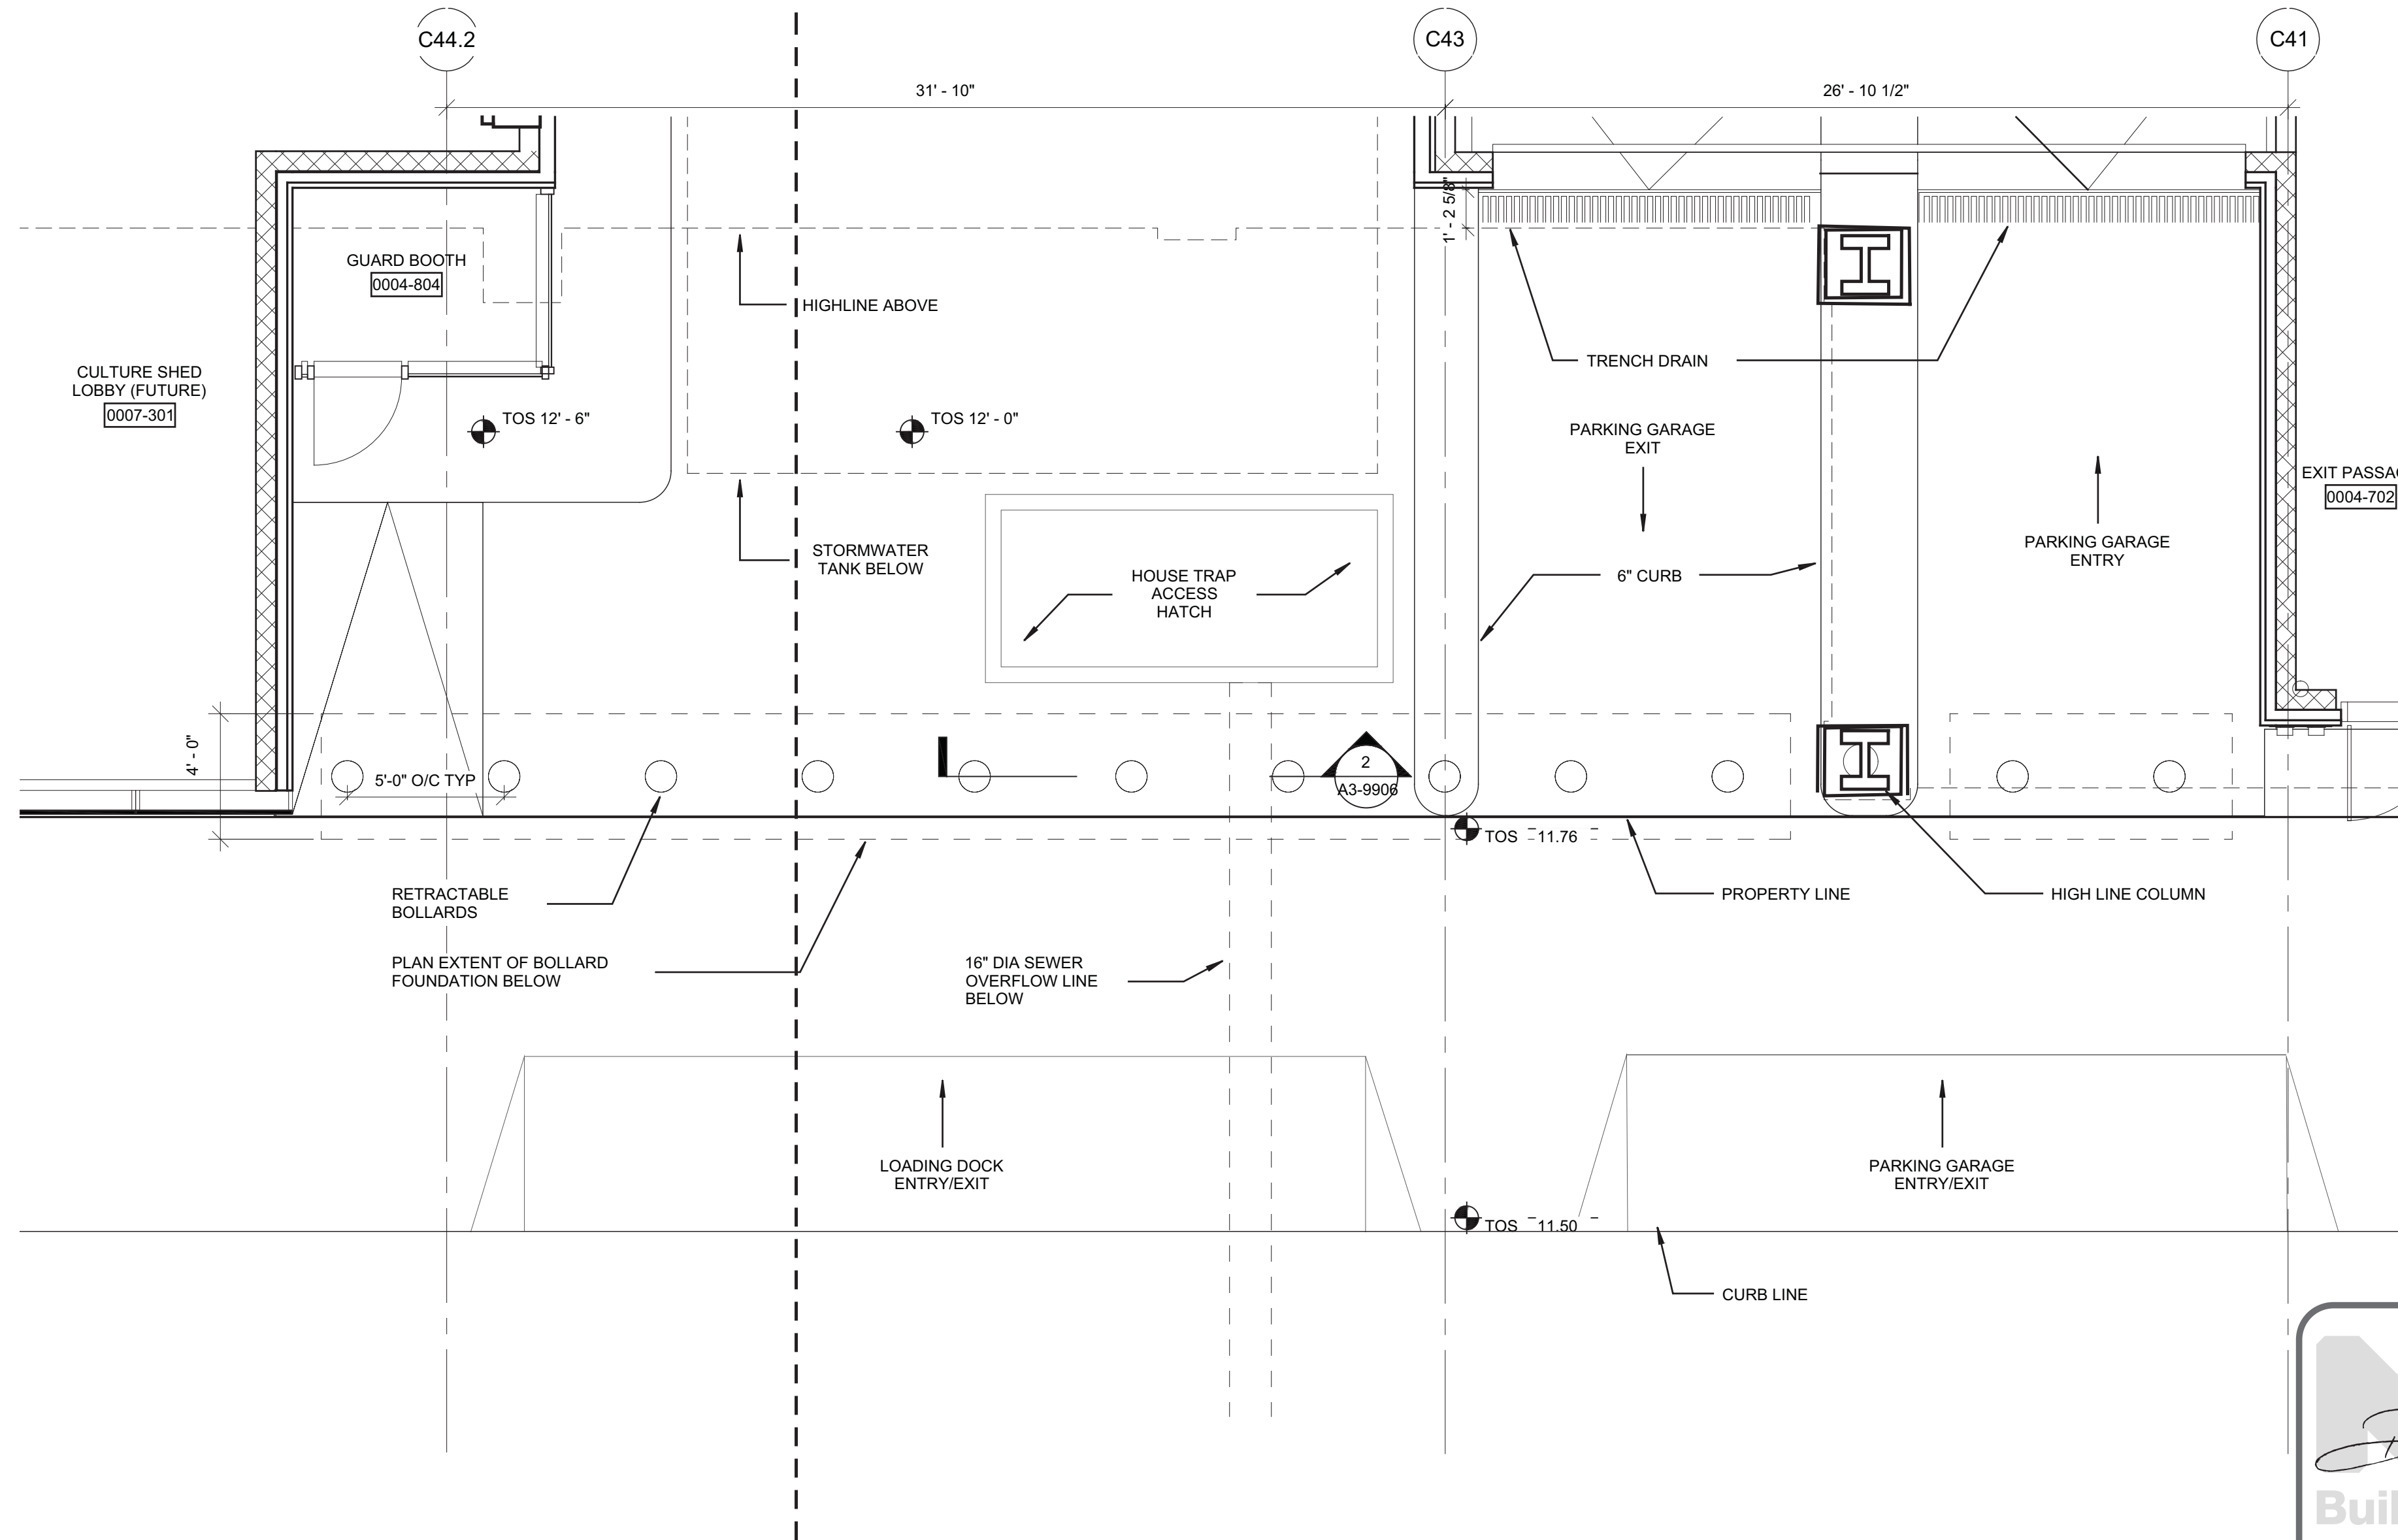 C44.2
C43
C41
31' - 10"
26' - 10 1/2"
1' - 2 5/8"
GUARD BOOTH
0004-804
HIGHLINE ABOVE
TRENCH DRAIN
CULTURE SHED
LOBBY (FUTURE)
0007-301
TOS 12' - 6"
TOS 12' - 0"
PARKING GARAGE
EXIT
EXIT PASSAG
0004-702
PARKING GARAGE
ENTRY
STORMWATER
TANK BELOW
HOUSE TRAP
ACCESS
HATCH
6" CURB
4' - 0"
5'-0" O/C TYP
2
A3-9906
TOS 11.76
RETRACTABLE
BOLLARDS
PROPERTY LINE
HIGH LINE COLUMN
PLAN EXTENT OF BOLLARD
FOUNDATION BELOW
16" DIA SEWER
OVERFLOW LINE
BELOW
LOADING DOCK
ENTRY/EXIT
PARKING GARAGE
ENTRY/EXIT
TOS 11.50
CURB LINE
Buil